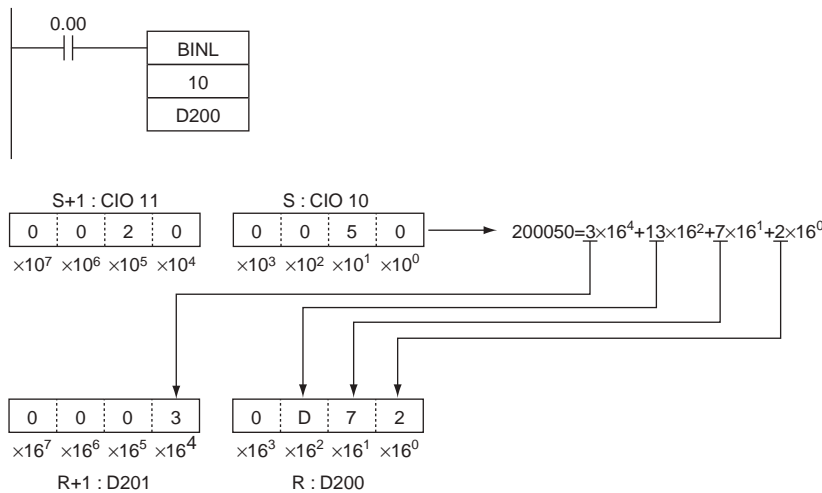 0.00
BINL
10
D200
S+1 : CIO 11 S : CIO 10
0 0 2 0 0 0 5 0 200050=3×16⁴+13×16²+7×16¹+2×16⁰
×10⁷ ×10⁶ ×10⁵ ×10⁴ ×10³ ×10² ×10¹ ×10⁰
0 0 0 3 0 D 7 2
×16⁷ ×16⁶ ×16⁵ ×16⁴ ×16³ ×16² ×16¹ ×16⁰
R+1 : D201 R : D200